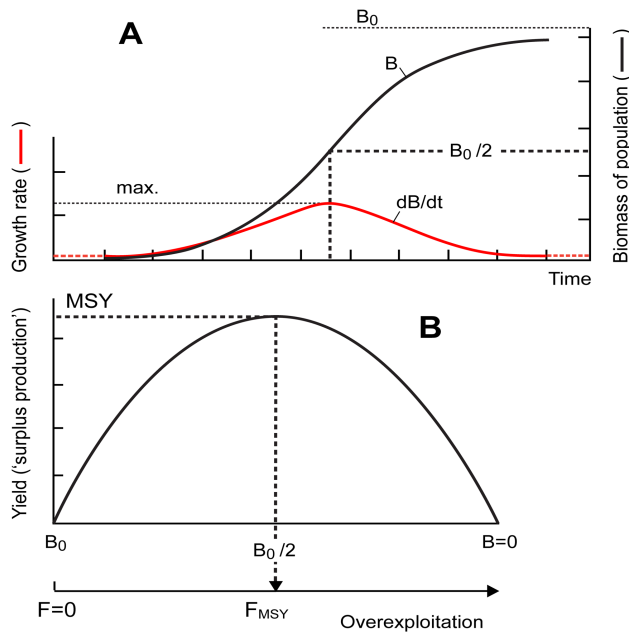 A
B₀
B
Growth rate (—)
Biomass of population (—)
B₀/2
max.
dB/dt
Time
MSY
B
Yield ('surplus production')
B₀
B₀/2
B=0
F=0
F_MSY
Overexploitation